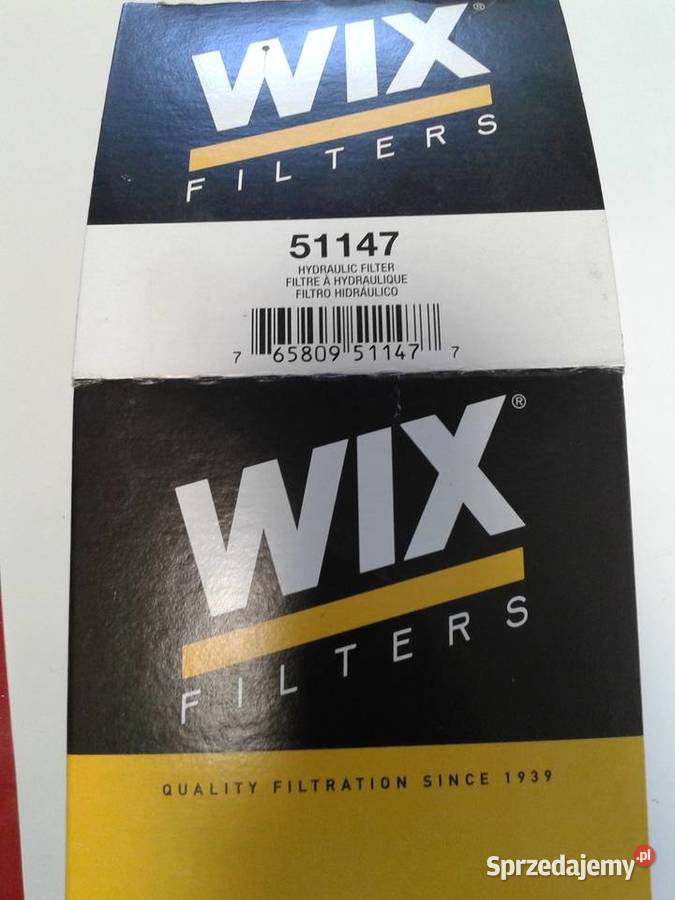 WIX®
FILTERS
51147
HYDRAULIC FILTER
FILTRE À HYDRAULIQUE
FILTRO HIDRÁULICO
7 65809 51147 7
WIX®
FILTERS
QUALITY FILTRATION SINCE 1939
Sprzedajemy.pl